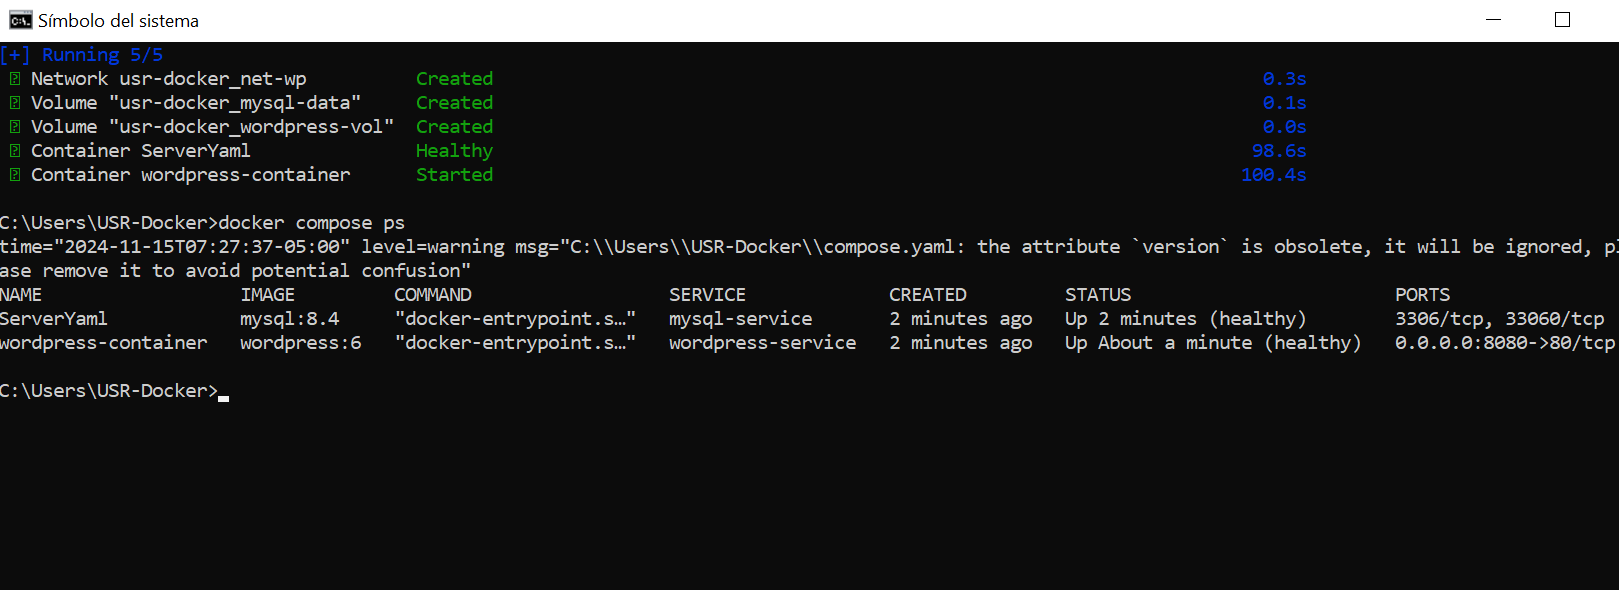 Símbolo del sistema
[+] Running 5/5
Network usr-docker_net-wp Created 0.3s
Volume "usr-docker_mysql-data" Created 0.1s
Volume "usr-docker_wordpress-vol" Created 0.0s
Container ServerYaml Healthy 98.6s
Container wordpress-container Started 100.4s
C:\Users\USR-Docker>docker compose ps
time="2024-11-15T07:27:37-05:00" level=warning msg="C:\\Users\\USR-Docker\\compose.yaml: the attribute `version` is obsolete, it will be ignored, pl
ase remove it to avoid potential confusion"
NAME IMAGE COMMAND SERVICE CREATED STATUS PORTS
ServerYaml mysql:8.4 "docker-entrypoint.s…" mysql-service 2 minutes ago Up 2 minutes (healthy) 3306/tcp, 33060/tcp
wordpress-container wordpress:6 "docker-entrypoint.s…" wordpress-service 2 minutes ago Up About a minute (healthy) 0.0.0.0:8080->80/tcp
C:\Users\USR-Docker>